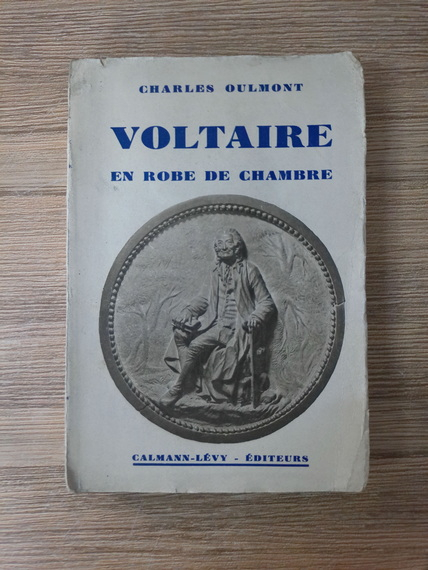 CHARLES OULMONT
VOLTAIRE
EN ROBE DE CHAMBRE
CALMANN-LÉVY - ÉDITEURS